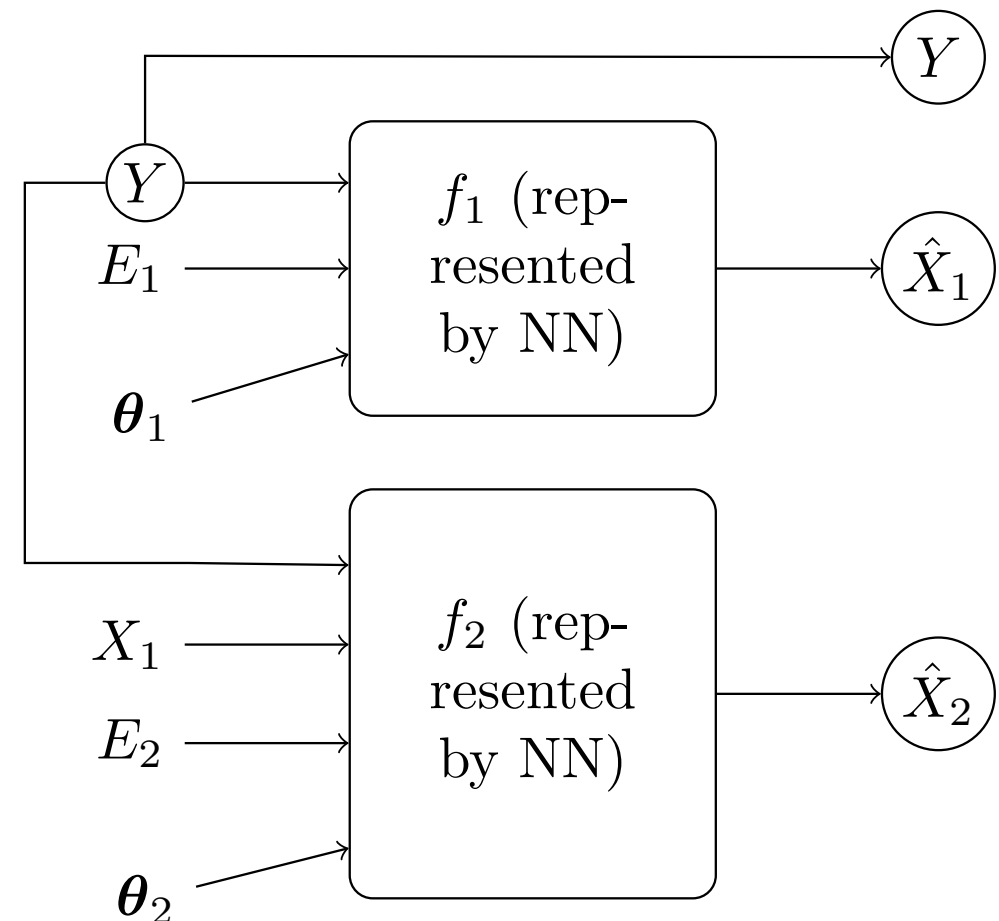 Y
Y
f₁ (rep-
resented
by NN)
E₁
X̂₁
θ₁
f₂ (rep-
resented
by NN)
X₁
X̂₂
E₂
θ₂